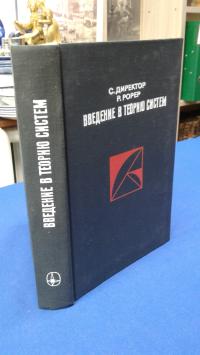 С. ДИРЕКТОР
Р. РОРЕР
ВВЕДЕНИЕ В ТЕОРИЮ СИСТЕМ
ВВЕДЕНИЕ В ТЕОРИЮ СИСТЕМ